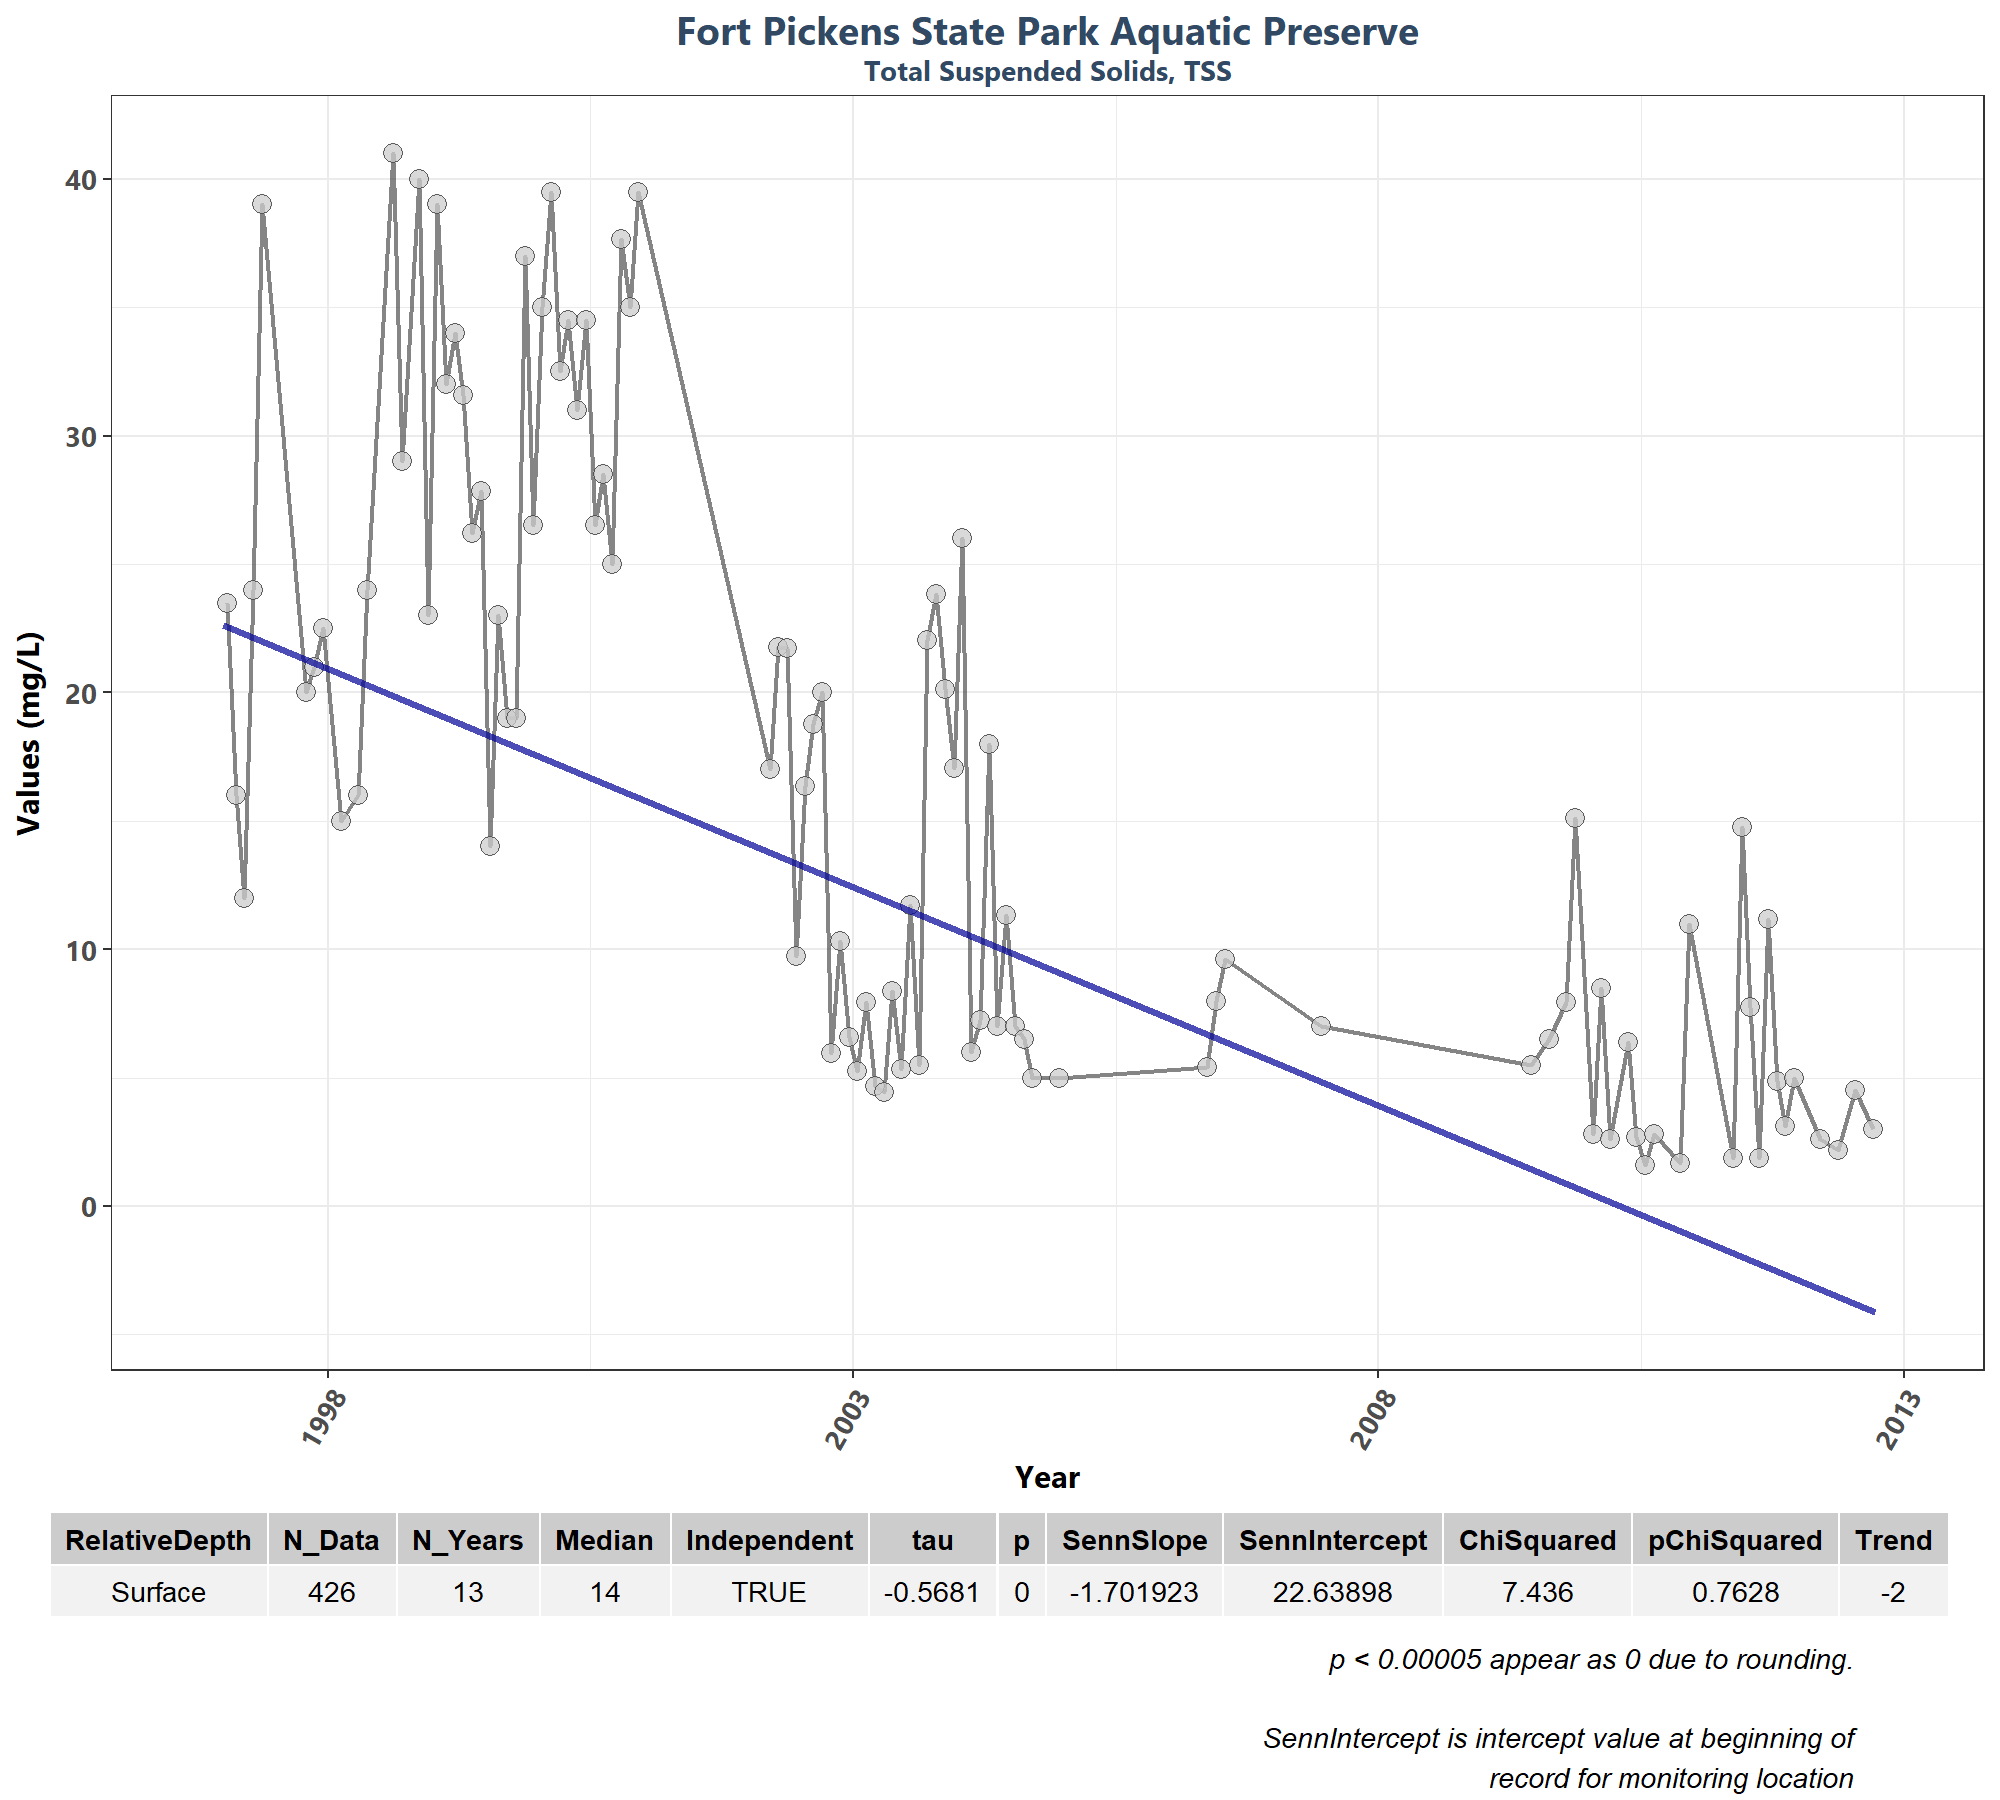 Fort Pickens State Park Aquatic Preserve
Total Suspended Solids, TSS
Values (mg/L)
40
30
20
10
0
1998
2003
2008
2013
Year
RelativeDepth N_Data N_Years Median Independent tau p SennSlope SennIntercept ChiSquared pChiSquared Trend
Surface 426 13 14 TRUE -0.5681 0 -1.701923 22.63898 7.436 0.7628 -2
p < 0.00005 appear as 0 due to rounding.
SennIntercept is intercept value at beginning of
record for monitoring location